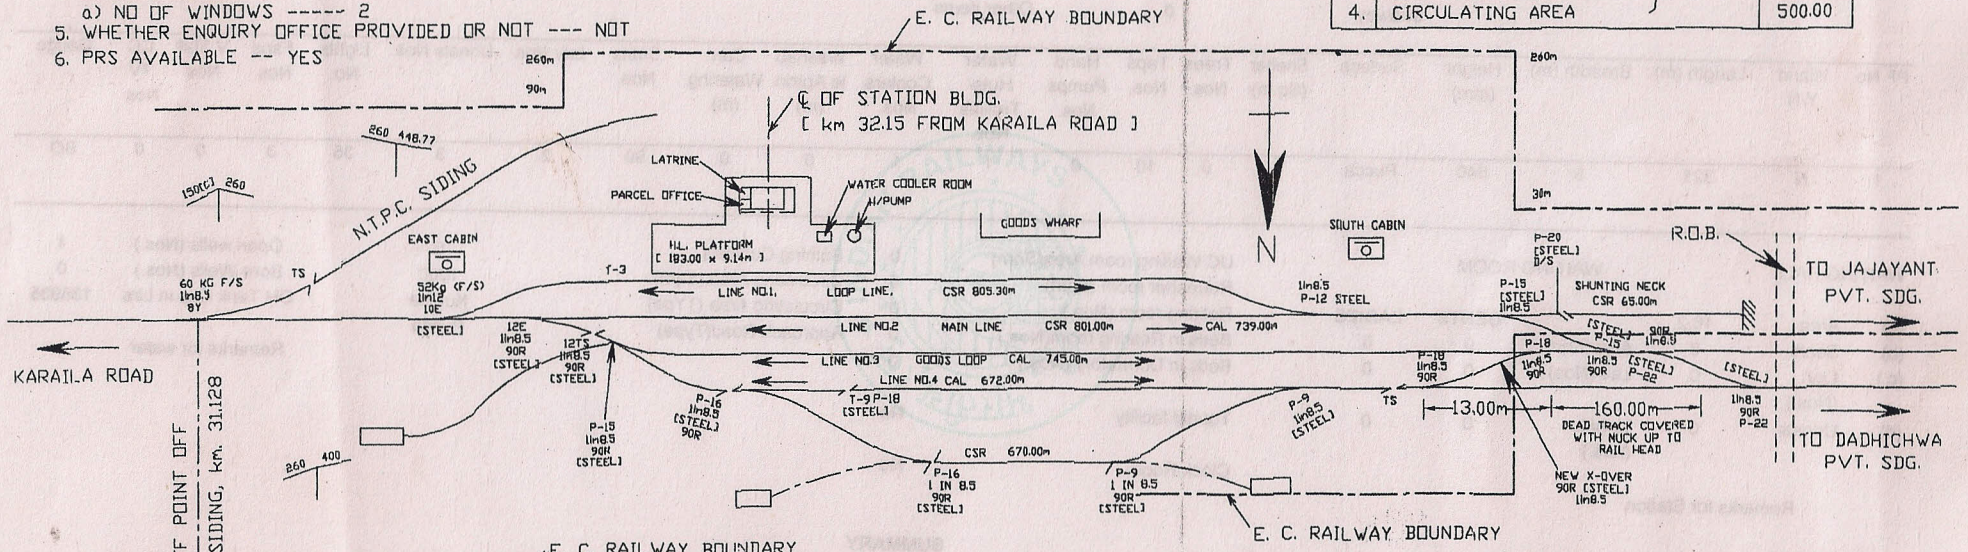 a) NO OF WINDOWS ----- 2
5. WHETHER ENQUIRY OFFICE PROVIDED OR NOT --- NOT
6. PRS AVAILABLE -- YES
E. C. RAILWAY BOUNDARY
4. CIRCULATING AREA 500.00
260m
90m
260m
30m
℄ OF STATION BLDG.
[ km 32.15 FROM KARAILA ROAD ]
260 448.77
150[C] 260
N.T.P.C. SIDING
LATRINE
PARCEL OFFICE
WATER COOLER ROOM
H/PUMP
GOODS WHARF
H.L. PLATFORM
[ 183.00 x 9.14m ]
EAST CABIN
SOUTH CABIN
N
P-20
[STEEL]
D/S
R.O.B.
TO JAJAYANT
PVT. SDG.
TS
60 KG F/S
1In8.5
8Y
52Kg (F/S)
1In12
10E
[STEEL]
T-3
LINE NO.1, LOOP LINE, CSR 805.30m
1In8.5
P-12 STEEL
P-15
[STEEL]
1In8.5
SHUNTING NECK
CSR 65.00m
LINE NO.2 MAIN LINE CSR 801.00m CAL 739.00m
12E
1In8.5
90R
[STEEL]
12TS
1In8.5
90R
[STEEL]
[STEEL]
P-15
90R
1In8.5
KARAILA ROAD
LINE NO.3 GOODS LOOP CAL 745.00m
LINE NO.4 CAL 672.00m
P-18
1In8.5
90R
P-18
1In8.5
90R
1In8.5
90R
[STEEL]
P-22
[STEEL]
P-16
1In8.5
[STEEL]
90R
T-9 P-18
[STEEL]
P-9
1In8.5
[STEEL]
TS
13.00m
160.00m
1In8.5
90R
P-22
DEAD TRACK COVERED
WITH NUCK UP TO
RAIL HEAD
TO DADHICHWA
PVT. SDG.
P-15
1In8.5
90R
[STEEL]
CSR 670.00m
260 400
P-16
1 IN 8.5
90R
[STEEL]
P-9
1 IN 8.5
90R
[STEEL]
NEW X-OVER
90R [STEEL]
1In8.5
E. C. RAILWAY BOUNDARY
POINT OFF
SIDING, km. 31.128
E. C. RAILWAY BOUNDARY